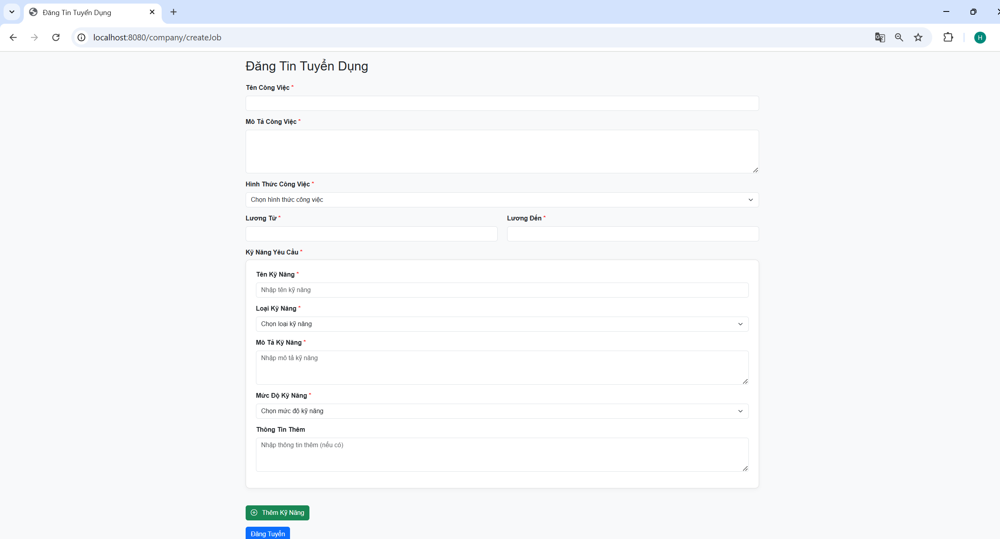 Đăng Tin Tuyển Dụng
localhost:8080/company/createJob
H
Đăng Tin Tuyển Dụng
Tên Công Việc *
Mô Tả Công Việc *
Hình Thức Công Việc *
Chọn hình thức công việc
Lương Từ * Lương Đến *
Kỹ Năng Yêu Cầu *
Tên Kỹ Năng *
Nhập tên kỹ năng
Loại Kỹ Năng *
Chọn loại kỹ năng
Mô Tả Kỹ Năng *
Nhập mô tả kỹ năng
Mức Độ Kỹ Năng *
Chọn mức độ kỹ năng
Thông Tin Thêm
Nhập thông tin thêm (nếu có)
Thêm Kỹ Năng
Đăng Tuyển